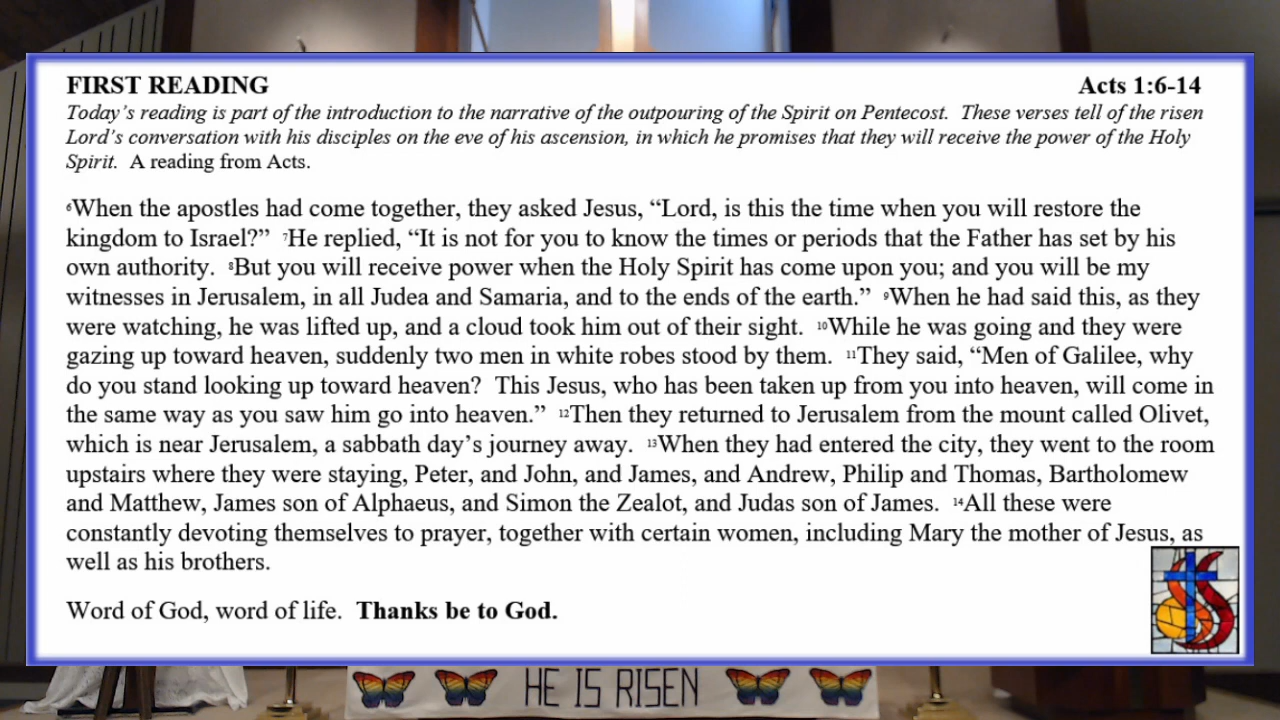 FIRST READING Acts 1:6-14
Today’s reading is part of the introduction to the narrative of the outpouring of the Spirit on Pentecost. These verses tell of the risen
Lord’s conversation with his disciples on the eve of his ascension, in which he promises that they will receive the power of the Holy
Spirit. A reading from Acts.
⁶When the apostles had come together, they asked Jesus, “Lord, is this the time when you will restore the
kingdom to Israel?” ⁷He replied, “It is not for you to know the times or periods that the Father has set by his
own authority. ⁸But you will receive power when the Holy Spirit has come upon you; and you will be my
witnesses in Jerusalem, in all Judea and Samaria, and to the ends of the earth.” ⁹When he had said this, as they
were watching, he was lifted up, and a cloud took him out of their sight. ¹⁰While he was going and they were
gazing up toward heaven, suddenly two men in white robes stood by them. ¹¹They said, “Men of Galilee, why
do you stand looking up toward heaven? This Jesus, who has been taken up from you into heaven, will come in
the same way as you saw him go into heaven.” ¹²Then they returned to Jerusalem from the mount called Olivet,
which is near Jerusalem, a sabbath day’s journey away. ¹³When they had entered the city, they went to the room
upstairs where they were staying, Peter, and John, and James, and Andrew, Philip and Thomas, Bartholomew
and Matthew, James son of Alphaeus, and Simon the Zealot, and Judas son of James. ¹⁴All these were
constantly devoting themselves to prayer, together with certain women, including Mary the mother of Jesus, as
well as his brothers.
Word of God, word of life. Thanks be to God.
HE IS RISEN